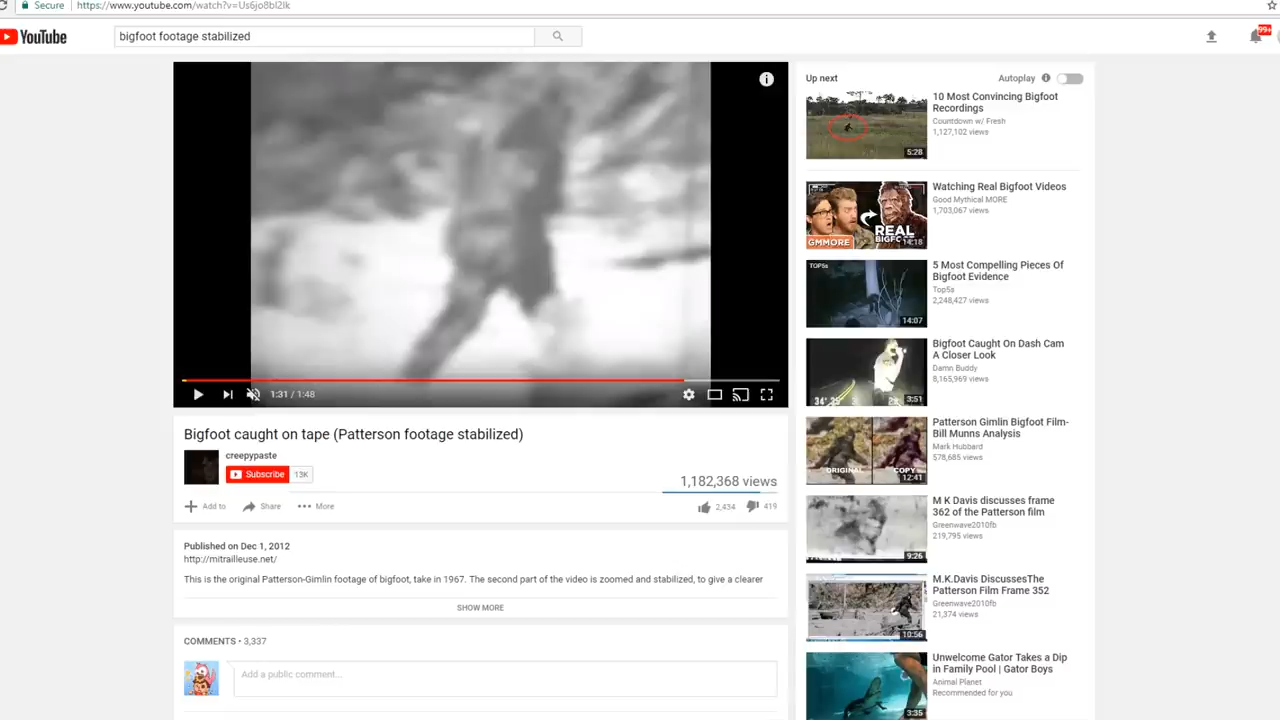 Secure https://www.youtube.com/watch?v=Us6jo8bl2lk
YouTube
bigfoot footage stabilized
99+
1:31 / 1:48
Bigfoot caught on tape (Patterson footage stabilized)
creepypaste
Subscribe 13K
1,182,368 views
Add to Share More
2,434 419
Published on Dec 1, 2012
http://mitrailleuse.net/
This is the original Patterson-Gimlin footage of bigfoot, take in 1967. The second part of the video is zoomed and stabilized, to give a clearer
SHOW MORE
COMMENTS • 3,337
Add a public comment...
Up next
Autoplay
10 Most Convincing Bigfoot
Recordings
Countdown w/ Fresh
1,127,102 views
5:28
Watching Real Bigfoot Videos
Good Mythical MORE
1,703,067 views
GMMORE
REAL
14:18
5 Most Compelling Pieces Of
Bigfoot Evidence
Top5s
2,248,427 views
TOP5s
14:07
Bigfoot Caught On Dash Cam
A Closer Look
Damn Buddy
8,165,969 views
3:51
Patterson Gimlin Bigfoot Film-
Bill Munns Analysis
Mark Hubbard
578,685 views
ORIGINAL COPY
12:41
M K Davis discusses frame
362 of the Patterson film
Greenwave2010fb
219,795 views
9:26
M.K.Davis DiscussesThe
Patterson Film Frame 352
Greenwave2010fb
21,374 views
10:56
Unwelcome Gator Takes a Dip
in Family Pool | Gator Boys
Animal Planet
Recommended for you
3:35